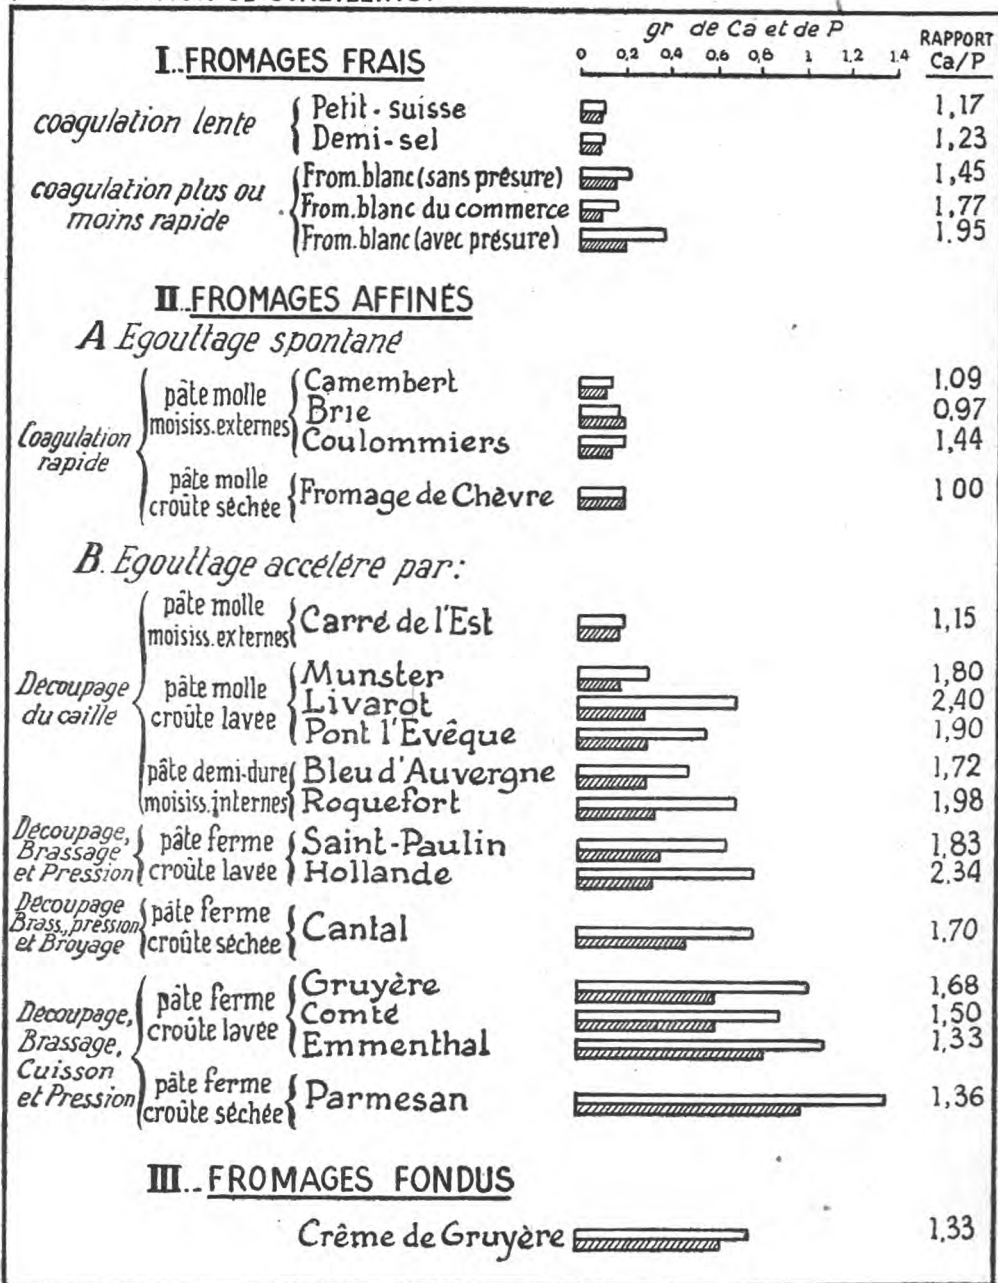 gr de Ca et de P
RAPPORT
Ca/P
0 0,2 0,4 0,6 0,8 1 1,2 1.4
I..FROMAGES FRAIS
coagulation lente
Petit-suisse 1,17
Demi-sel 1,23
coagulation plus ou
moins rapide
From.blanc(sans présure) 1,45
From.blanc du commerce 1,77
From.blanc(avec présure) 1.95
II..FROMAGES AFFINÉS
A Egouttage spontané
Coagulation
rapide
pâte molle
moisiss.externes
Camembert 1,09
Brie 0,97
Coulommiers 1,44
pâte molle
croûte séchée
Fromage de Chèvre 1 00
B. Egouttage accéléré par:
Découpage
du caille
pâte molle
moisiss.externes
Carré de l'Est 1,15
pâte molle
croûte lavée
Munster 1,80
Livarot 2,40
Pont l'Evêque 1,90
pâte demi-dure
moisiss.internes
Bleu d'Auvergne 1,72
Roquefort 1,98
Découpage,
Brassage
et Pression
pâte ferme
croûte lavée
Saint-Paulin 1,83
Hollande 2.34
Découpage
Brass., pression
et Broyage
pâte ferme
croûte séchée
Cantal 1,70
Découpage,
Brassage,
Cuisson
et Pression
pâte ferme
croûte lavée
Gruyère 1,68
Comté 1,50
Emmenthal 1,33
pâte ferme
croûte séchée
Parmesan 1,36
III..FROMAGES FONDUS
Crême de Gruyère 1,33